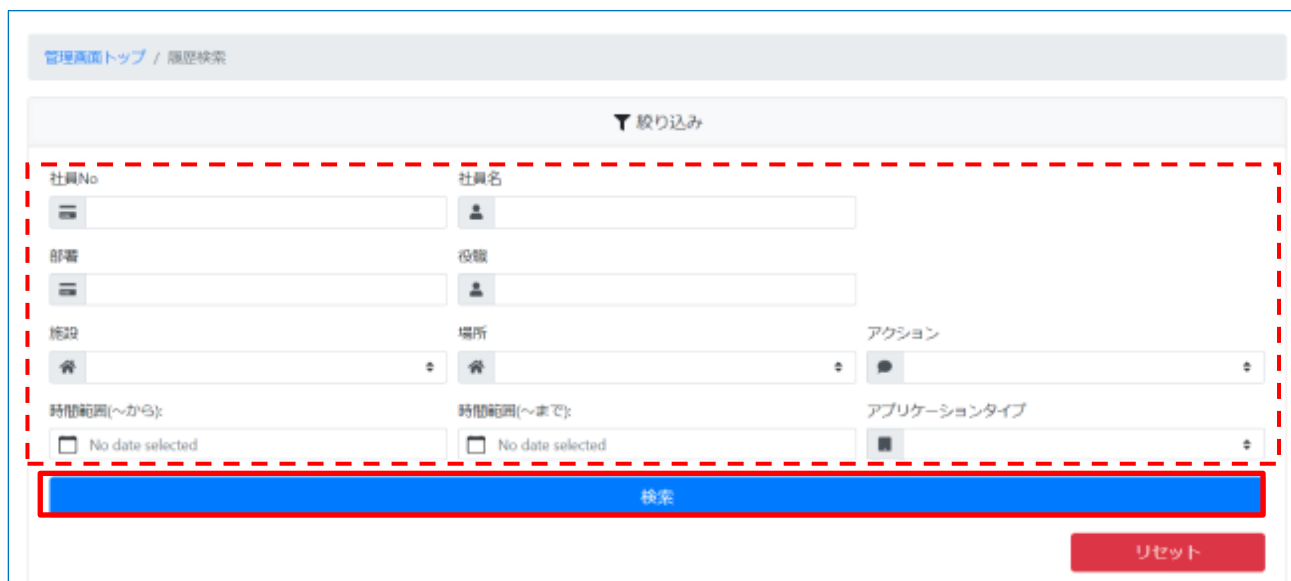 管理画面トップ / 履歴検索
絞り込み
社員No 社員名
部署 役職
施設 場所 アクション
時間範囲(～から): 時間範囲(～まで): アプリケーションタイプ
No date selected No date selected
検索
リセット